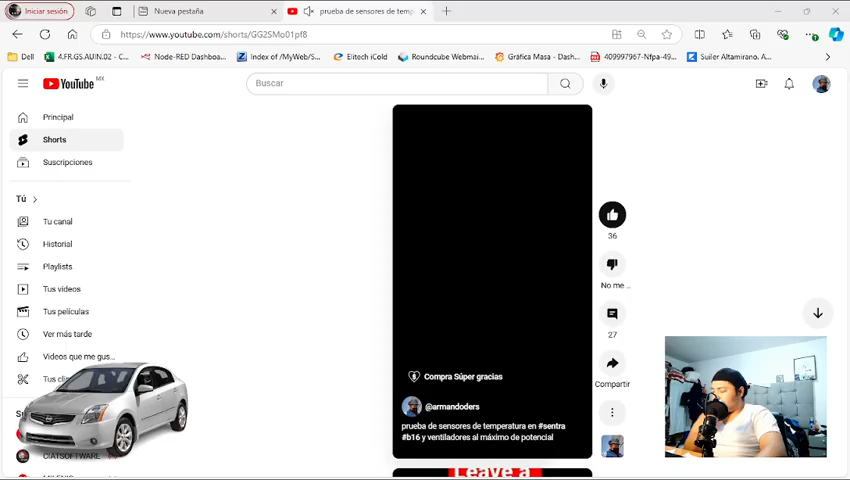 Iniciar sesión
Nueva pestaña
prueba de sensores de temp
https://www.youtube.com/shorts/GG2SMo01pf8
Dell
4.FR.GS.AUIN.02 - C...
Node-RED Dashboa...
Index of /MyWeb/S...
Elitech iCold
Roundcube Webmai...
Gráfica Masa - Dash...
409997967-Nfpa-49...
Suiler Altamirano. A...
YouTube MX
Buscar
Principal
Shorts
Suscripciones
Tú
Tu canal
Historial
Playlists
Tus videos
Tus películas
Ver más tarde
Videos que me gus...
Tus cli
36
No me ...
27
Compartir
Compra Súper gracias
@armandoders
prueba de sensores de temperatura en #sentra
#b16 y ventiladores al máximo de potencial
CIATSOFTWARE
Leave a